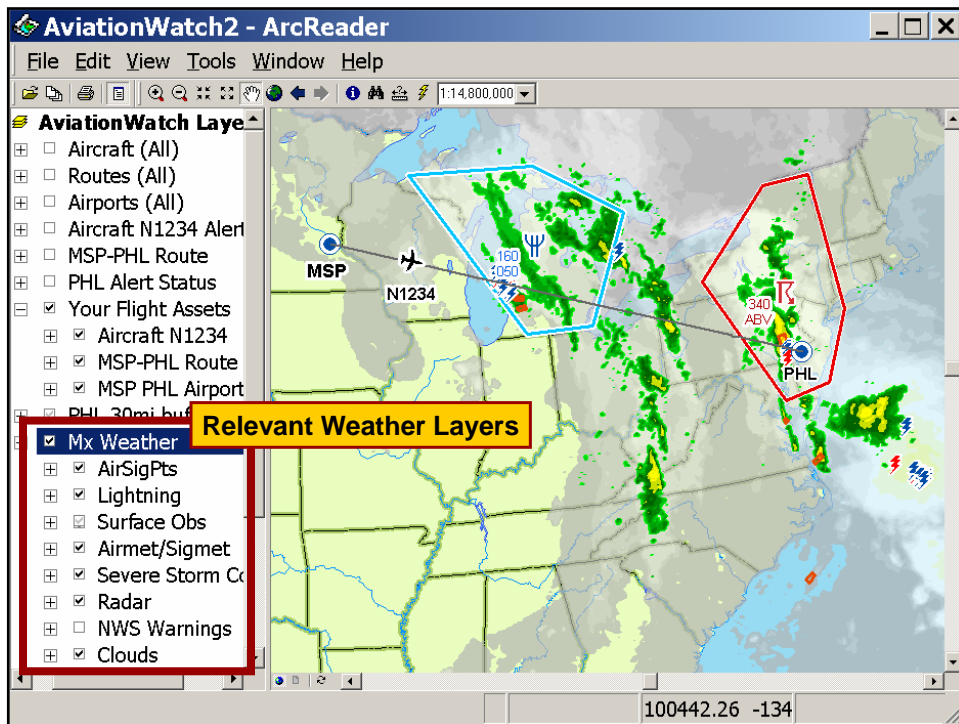 AviationWatch2 - ArcReader
File Edit View Tools Window Help
1:14,800,000
AviationWatch Laye
Aircraft (All)
Routes (All)
Airports (All)
Aircraft N1234 Alert
MSP-PHL Route
PHL Alert Status
Your Flight Assets
Aircraft N1234
MSP-PHL Route
MSP PHL Airport
PHL 30mi buf
Mx Weather
Relevant Weather Layers
AirSigPts
Lightning
Surface Obs
Airmet/Sigmet
Severe Storm Co
Radar
NWS Warnings
Clouds
MSP
N1234
160
050
340
ABV
PHL
100442.26 -134